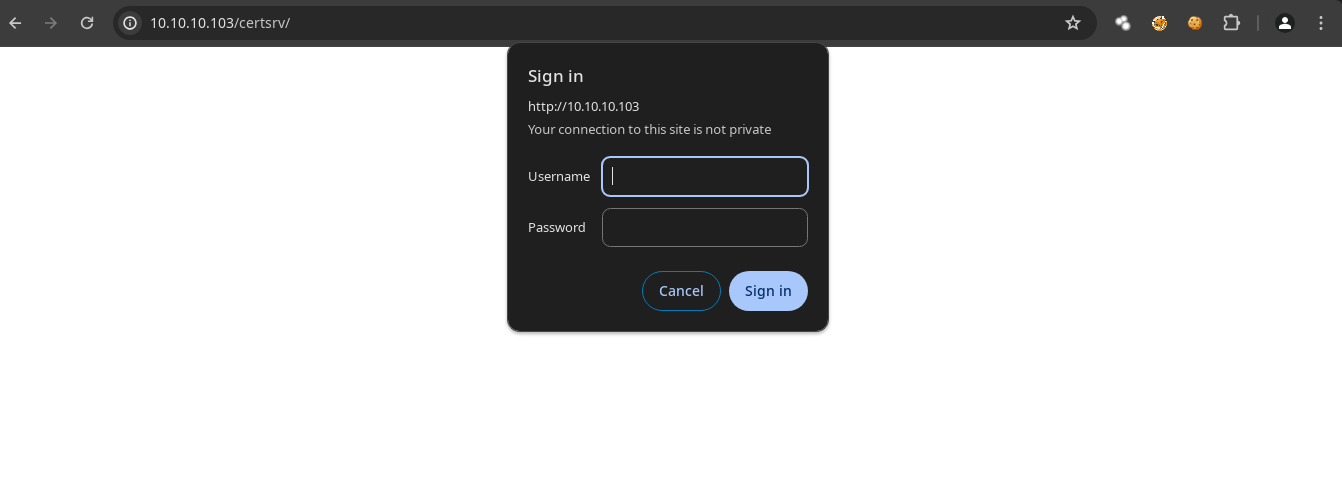 10.10.10.103/certsrv/
Sign in
http://10.10.10.103
Your connection to this site is not private
Username
Password
Cancel Sign in